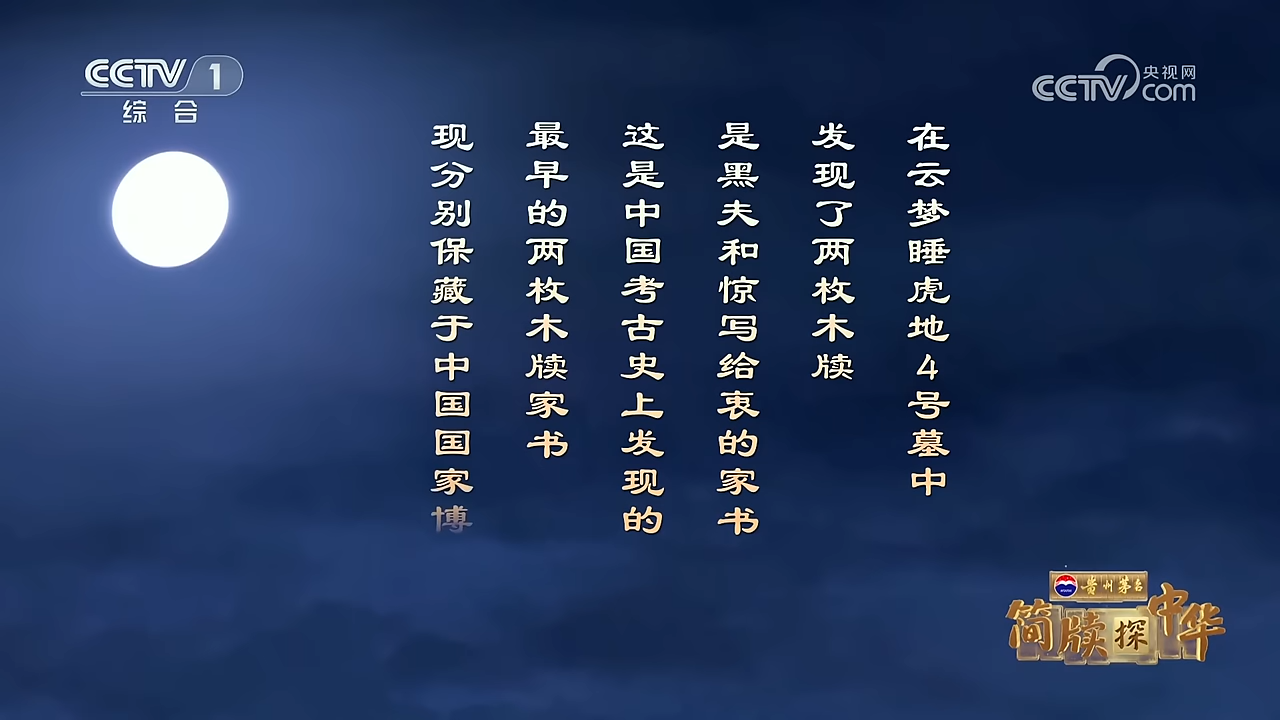 CCTV 1
综合
央视网
CCTV com
在云梦睡虎地4号墓中
发现了两枚木牍
是黑夫和惊写给衷的家书
这是中国考古史上发现的
最早的两枚木牍家书
现分别保藏于中国国家博
贵州茅台
简牍探中华